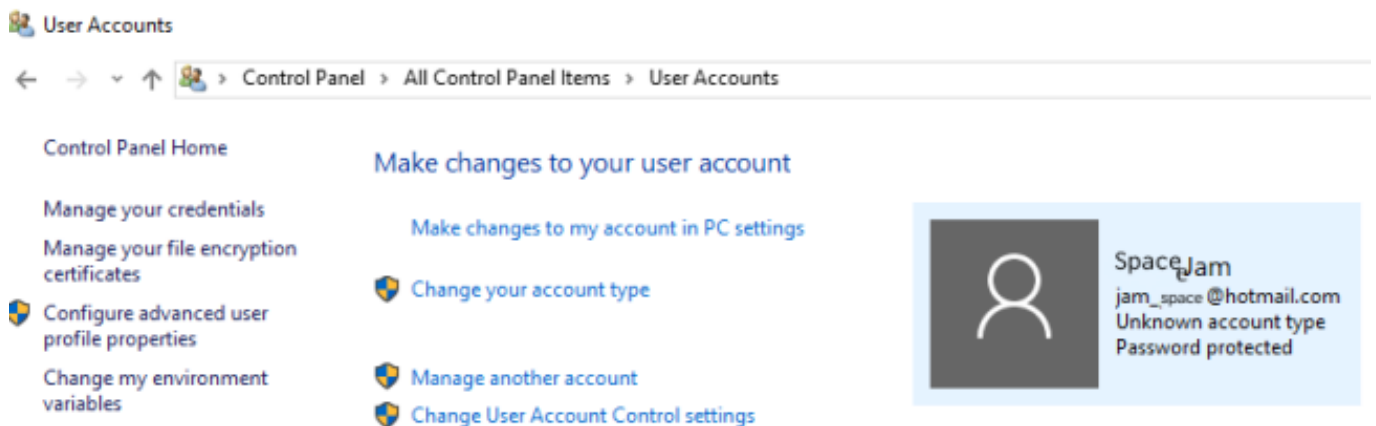 User Accounts
Control Panel > All Control Panel Items > User Accounts
Control Panel Home
Manage your credentials
Manage your file encryption
certificates
Configure advanced user
profile properties
Change my environment
variables
Make changes to your user account
Make changes to my account in PC settings
Change your account type
Manage another account
Change User Account Control settings
Space Jam
jam_space@hotmail.com
Unknown account type
Password protected